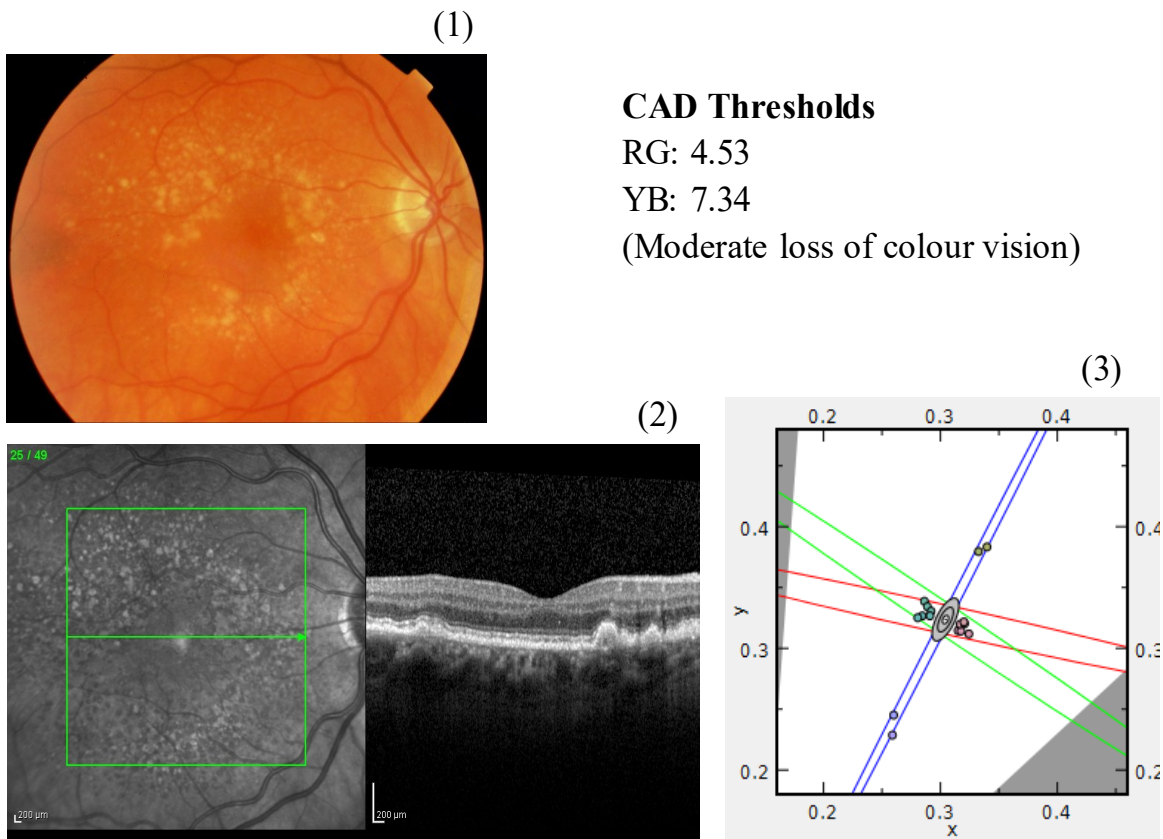 (1)
CAD Thresholds
RG: 4.53
YB: 7.34
(Moderate loss of colour vision)
(2)
25 / 49
200 µm
200 µm
(3)
0.2 0.3 0.4
0.4 0.4
y
0.3 0.3
0.2 0.2
0.2 0.3 0.4
x